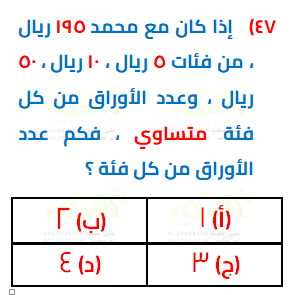 ٤٧) إذا كان مع محمد ١٩٥ ريال
، من فئات ٥ ريال ، ١٠ ريال ، ٥٠
ريال ، وعدد الأوراق من كل
فئة متساوي ، فكم عدد
الأوراق من كل فئة ؟
(أ) ١ (ب) ٢
(ج) ٣ (د) ٤